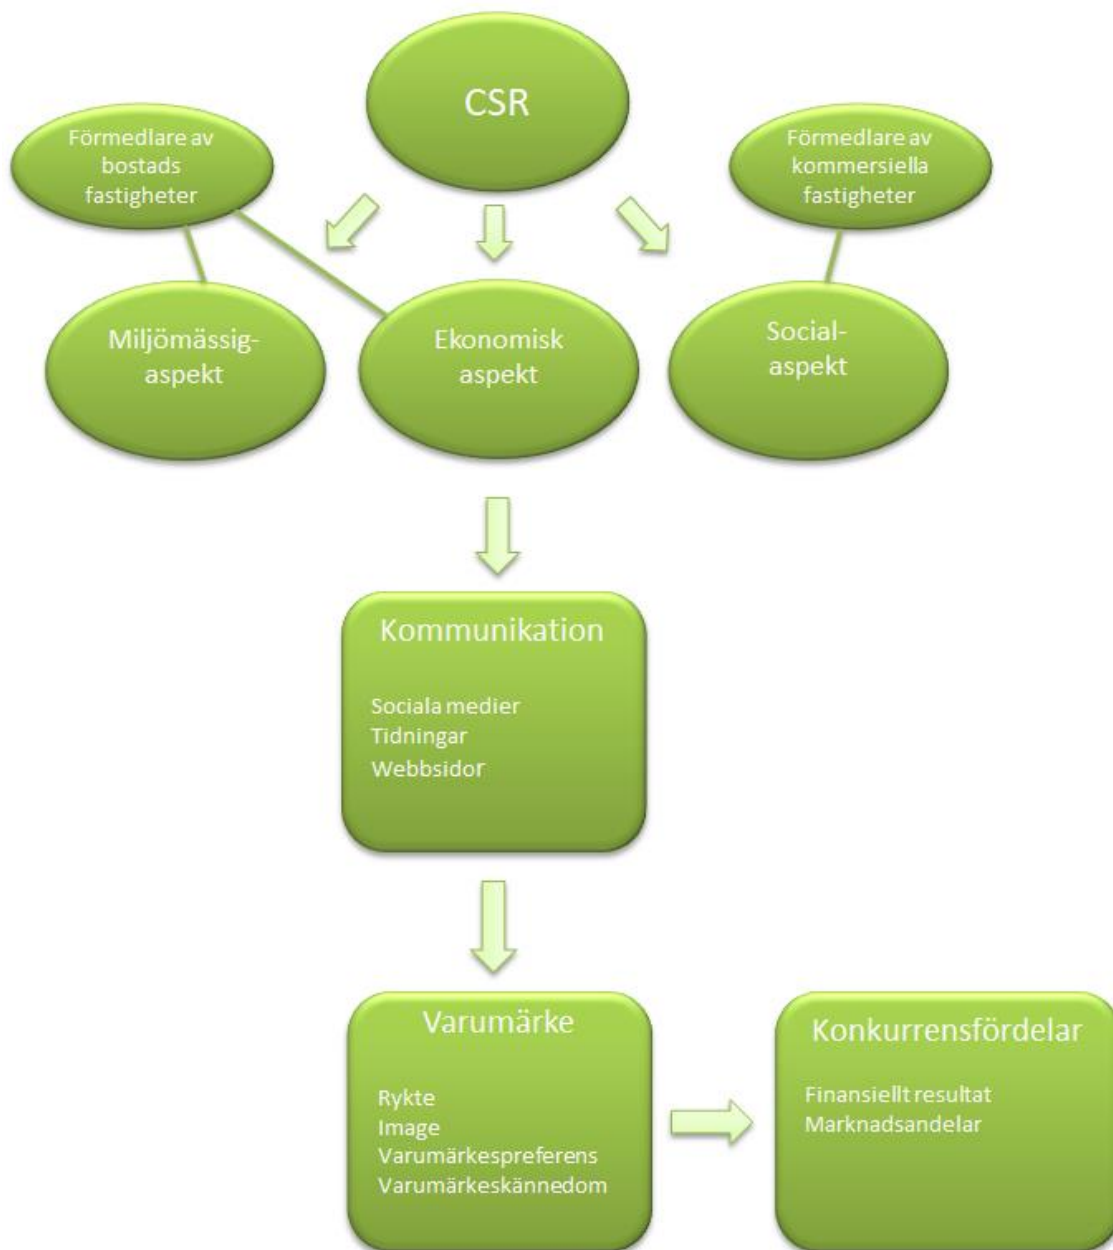 CSR
Förmedlare av
bostads
fastigheter
Förmedlare av
kommersiella
fastigheter
Miljömässig-
aspekt
Ekonomisk
aspekt
Social-
aspekt
Kommunikation
Sociala medier
Tidningar
Webbsidor
Varumärke
Rykte
Image
Varumärkespreferens
Varumärkeskännedom
Konkurrensfördelar
Finansiellt resultat
Marknadsandelar